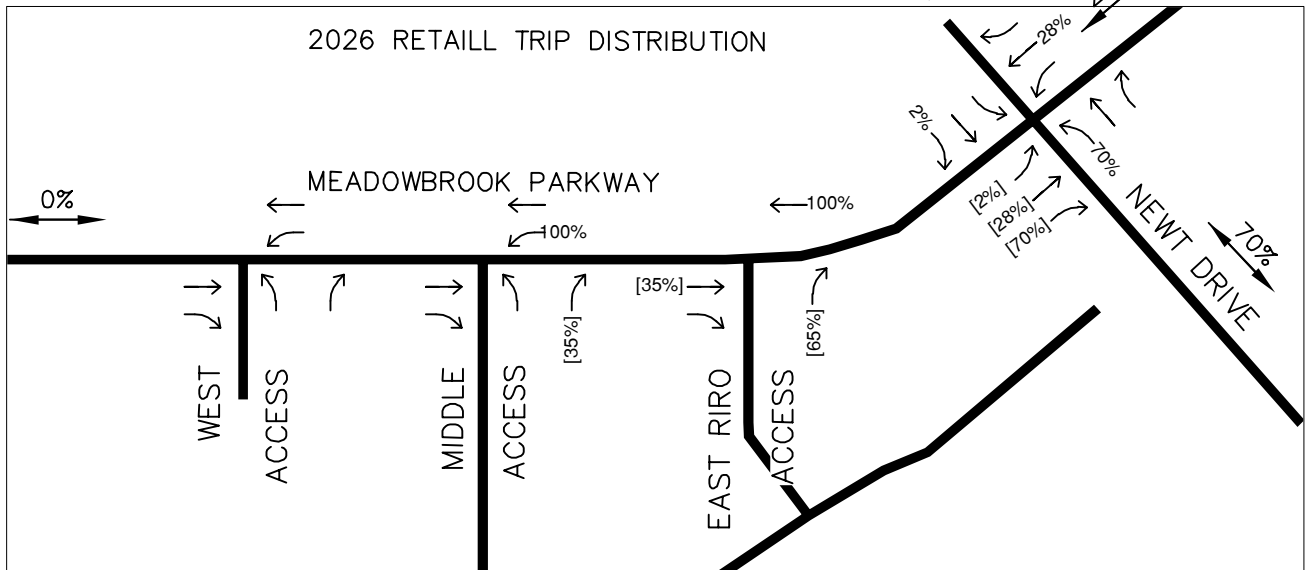 2026 RETAILL TRIP DISTRIBUTION
28%
2%
MEADOWBROOK PARKWAY
70%
0%
[2%]
[28%]
[70%]
100%
100%
NEWT DRIVE
70%
[35%]
[35%]
[65%]
WEST
ACCESS
MIDDLE
ACCESS
EAST RIRO
ACCESS